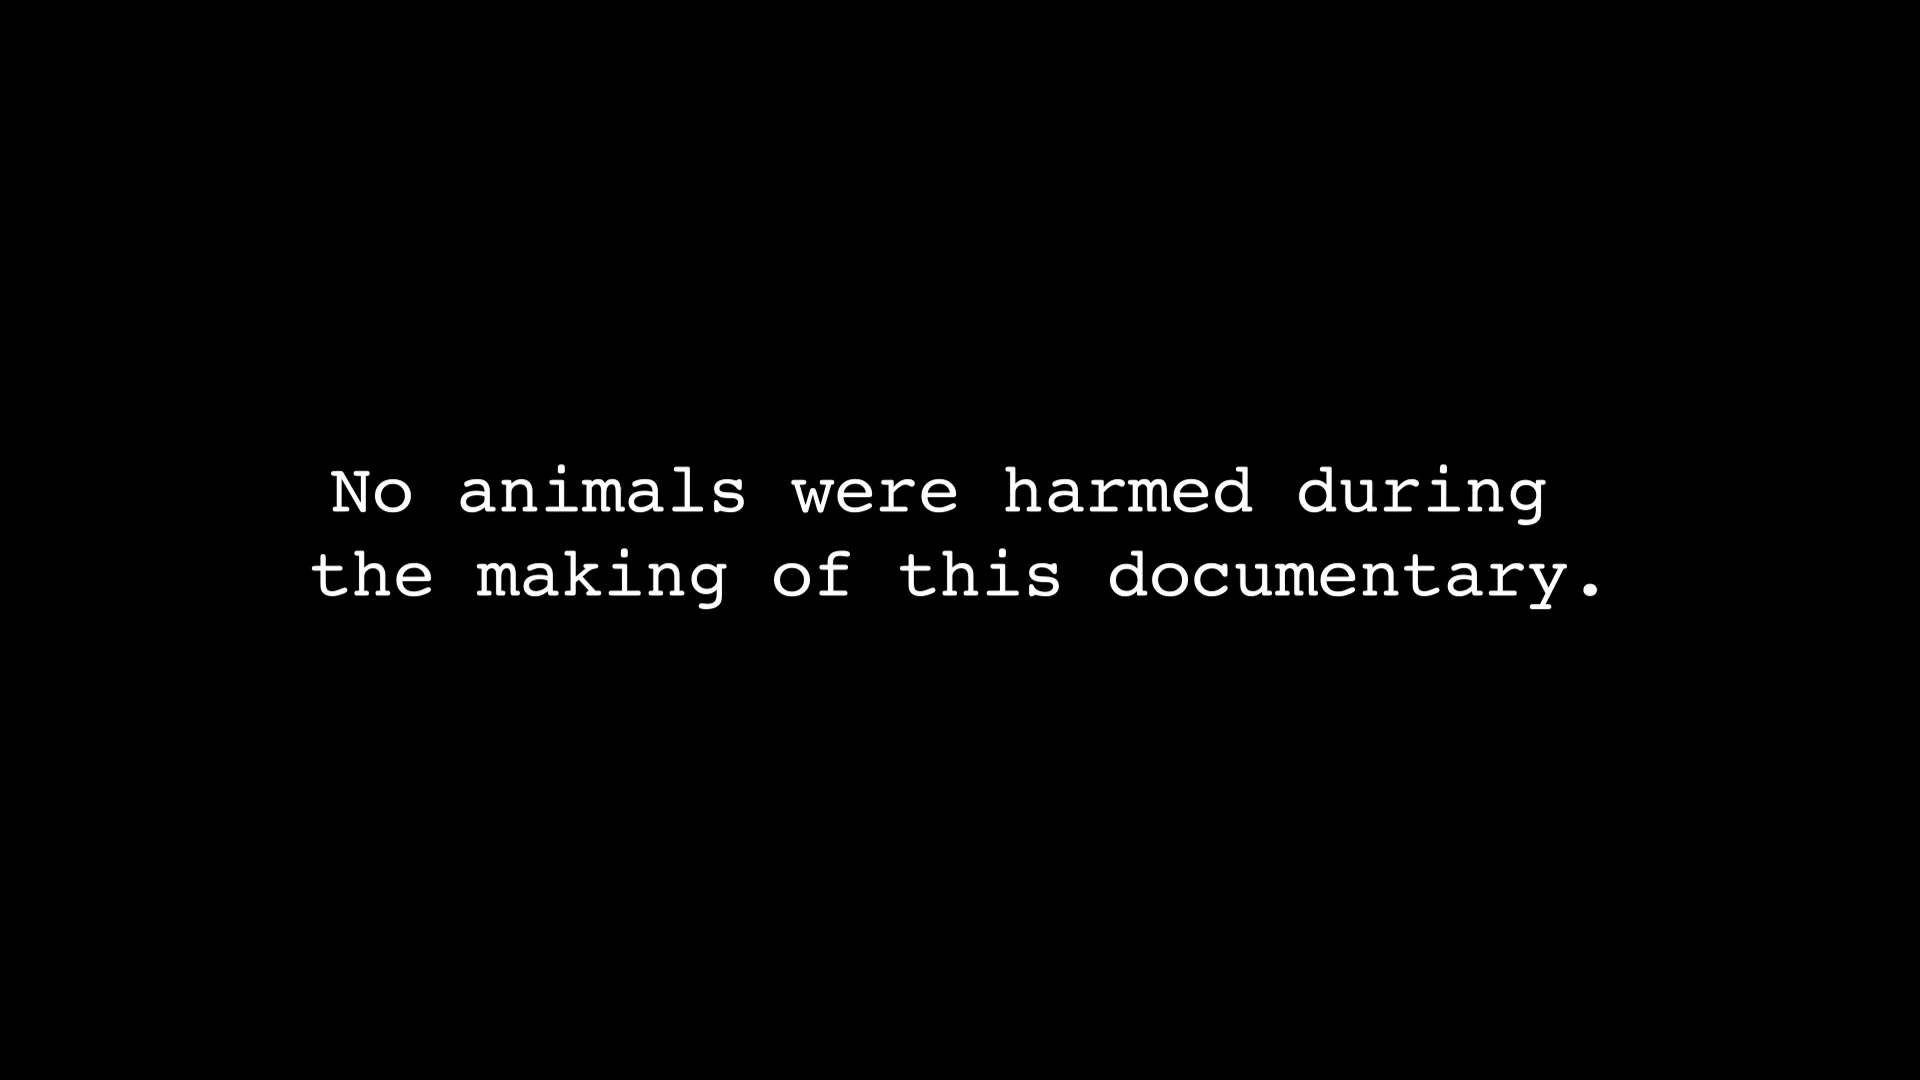 No animals were harmed during
the making of this documentary.